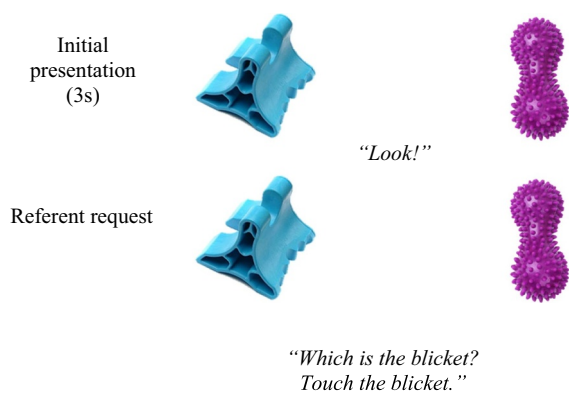 Initial
presentation
(3s)
“Look!”
Referent request
“Which is the blicket?
Touch the blicket.”